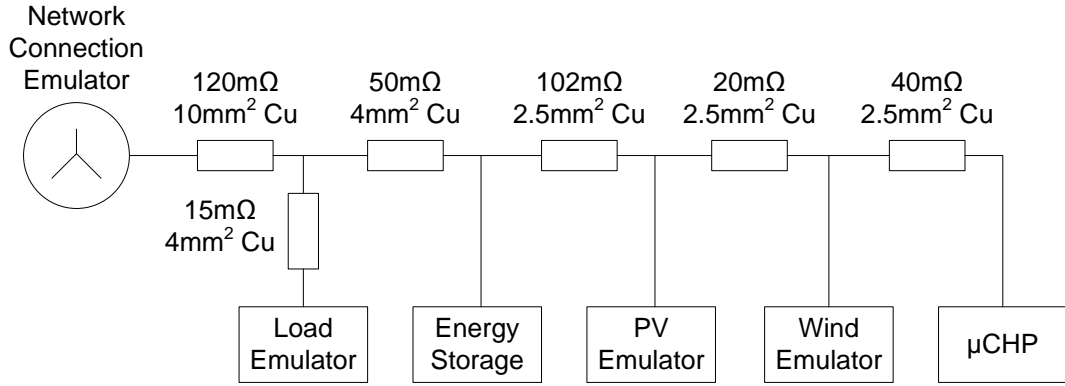 Network
Connection
Emulator
120mΩ
10mm² Cu
50mΩ
4mm² Cu
102mΩ
2.5mm² Cu
20mΩ
2.5mm² Cu
40mΩ
2.5mm² Cu
15mΩ
4mm² Cu
Load
Emulator
Energy
Storage
PV
Emulator
Wind
Emulator
µCHP